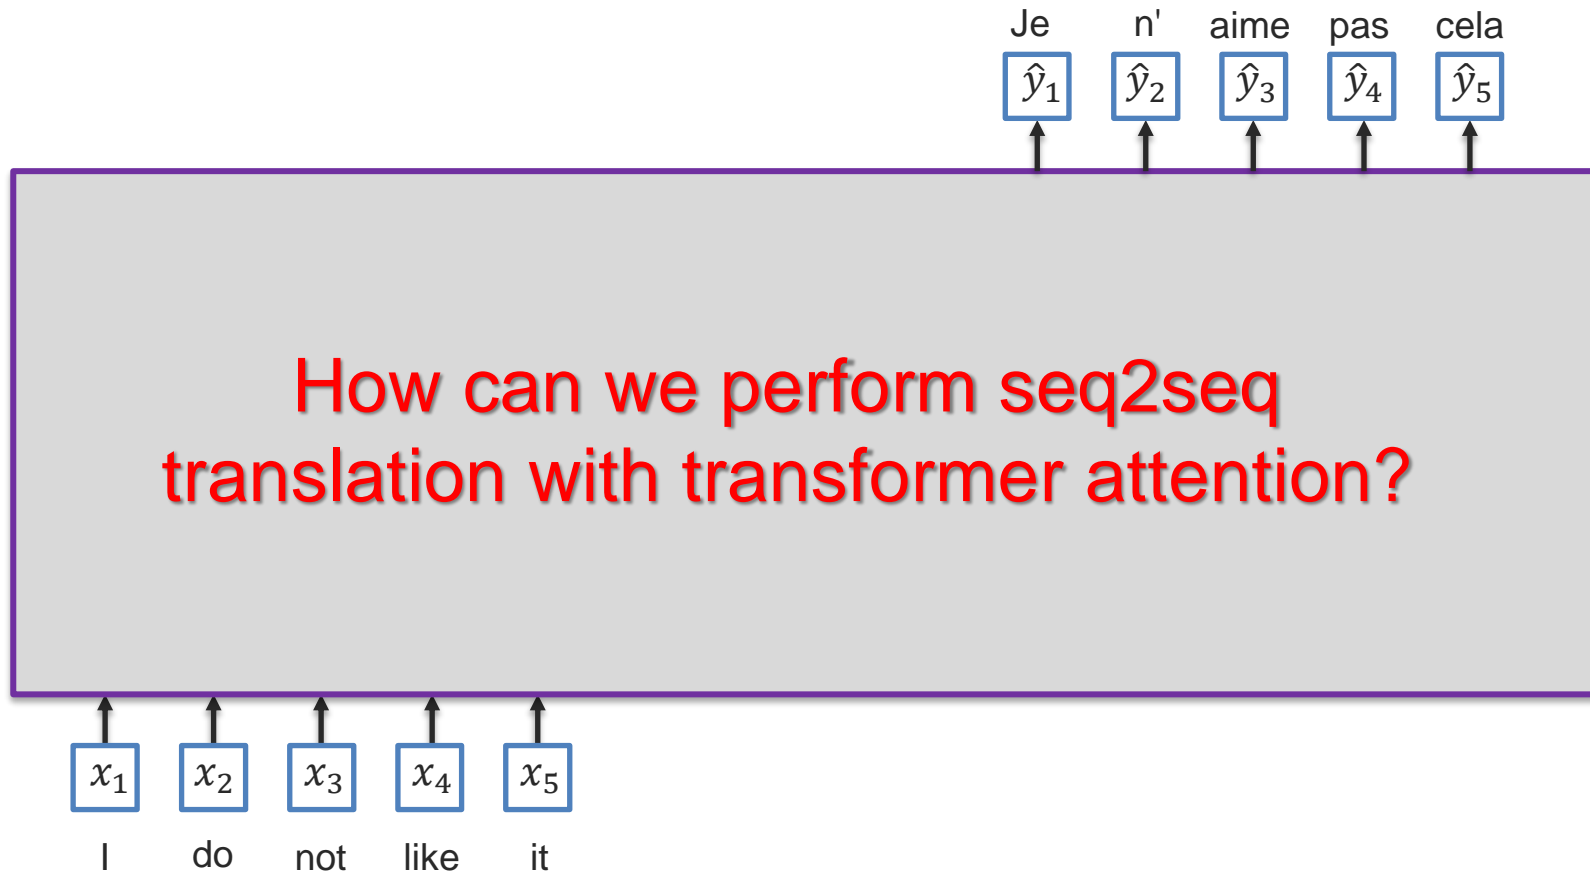 Je n' aime pas cela
ŷ₁ ŷ₂ ŷ₃ ŷ₄ ŷ₅
How can we perform seq2seq
translation with transformer attention?
x₁ x₂ x₃ x₄ x₅
I do not like it